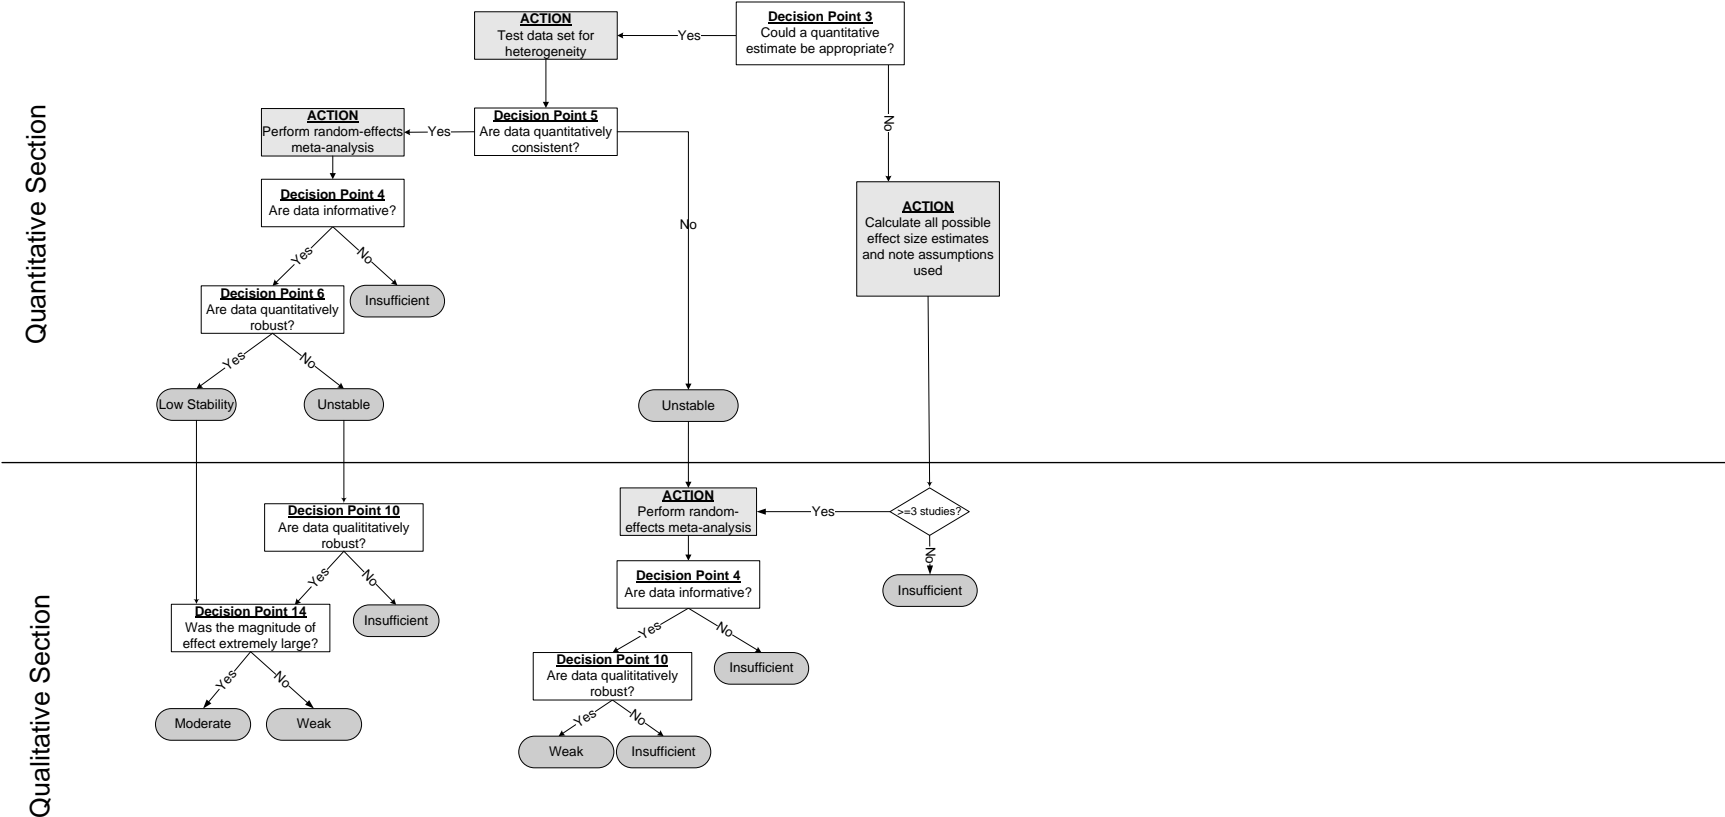 Quantitative Section
ACTION
Test data set for
heterogeneity
Yes
Decision Point 3
Could a quantitative
estimate be appropriate?
No
ACTION
Perform random-effects
meta-analysis
Yes
Decision Point 5
Are data quantitatively
consistent?
No
ACTION
Calculate all possible
effect size estimates
and note assumptions
used
Decision Point 4
Are data informative?
Yes
No
Decision Point 6
Are data quantitatively
robust?
Insufficient
Yes
No
Low Stability
Unstable
Unstable
Qualitative Section
Decision Point 10
Are data qualititatively
robust?
Yes
No
Decision Point 14
Was the magnitude of
effect extremely large?
Insufficient
Yes
No
Moderate
Weak
ACTION
Perform random-
effects meta-analysis
Yes
>=3 studies?
No
Insufficient
Decision Point 4
Are data informative?
Yes
No
Decision Point 10
Are data qualititatively
robust?
Insufficient
Yes
No
Weak
Insufficient